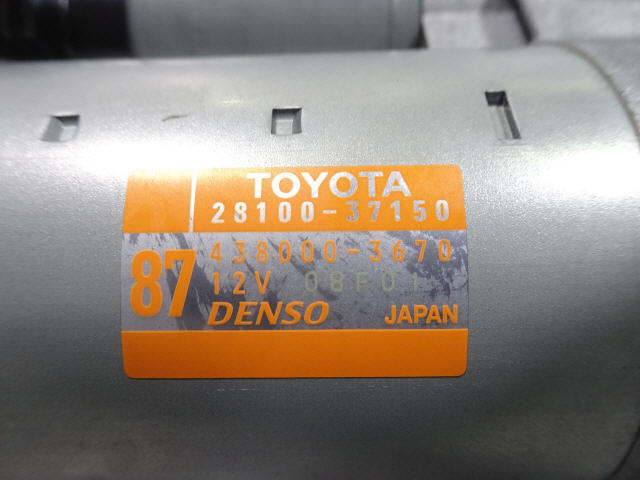 TOYOTA
28100-37150
87
438000-3670
12V 08F01
DENSO JAPAN